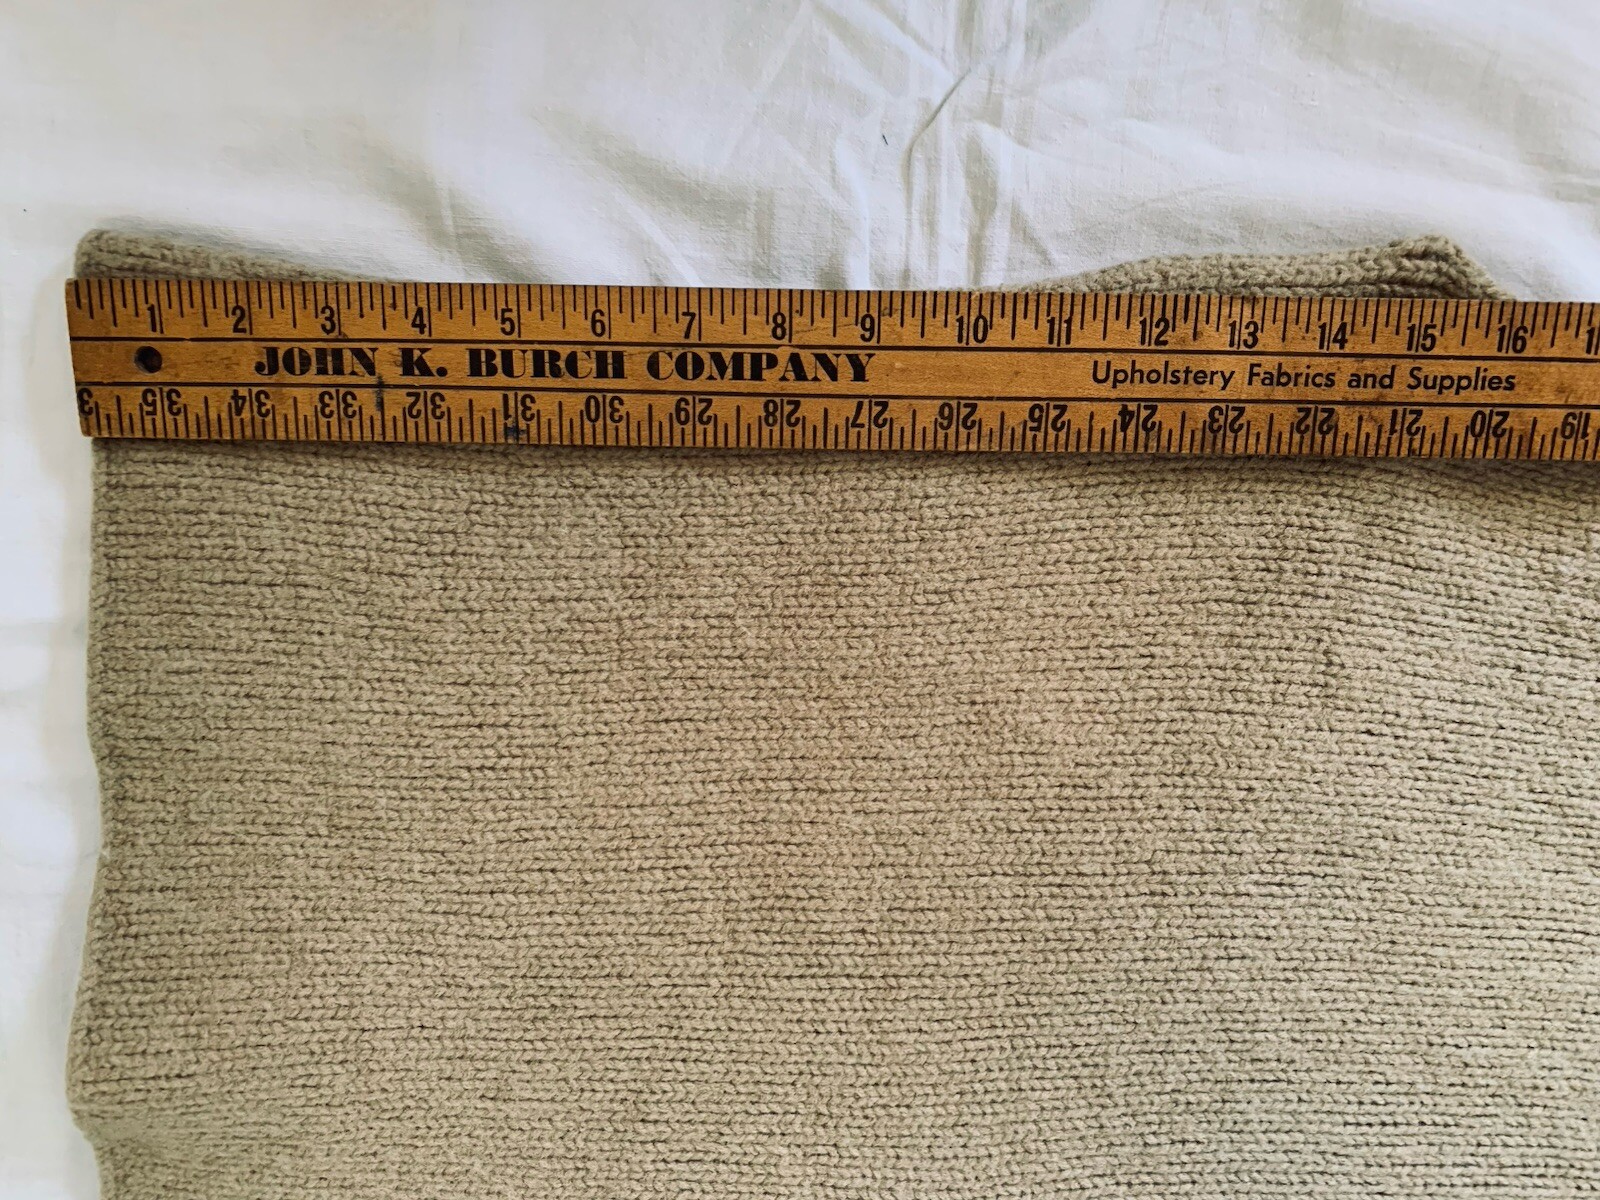 1 2 3 4 5 6 7 8 9 10 11 12 13 14 15 16 1
JOHN K. BURCH COMPANY Upholstery Fabrics and Supplies
3 35 34 33 32 31 30 29 28 27 26 25 24 23 22 21 20 19